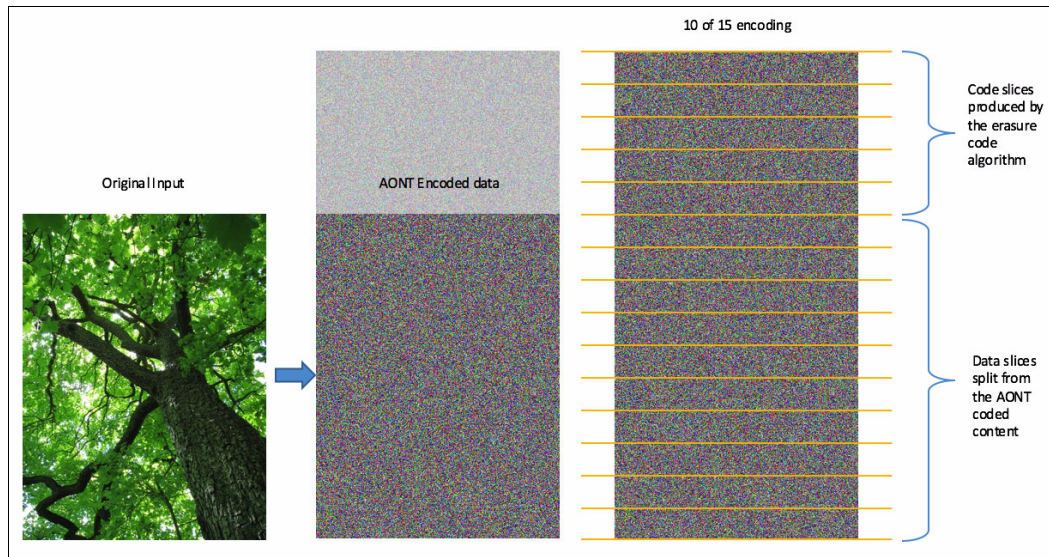 10 of 15 encoding
Code slices
produced by
the erasure
code
algorithm
Original Input
AONT Encoded data
Data slices
split from
the AONT
coded
content